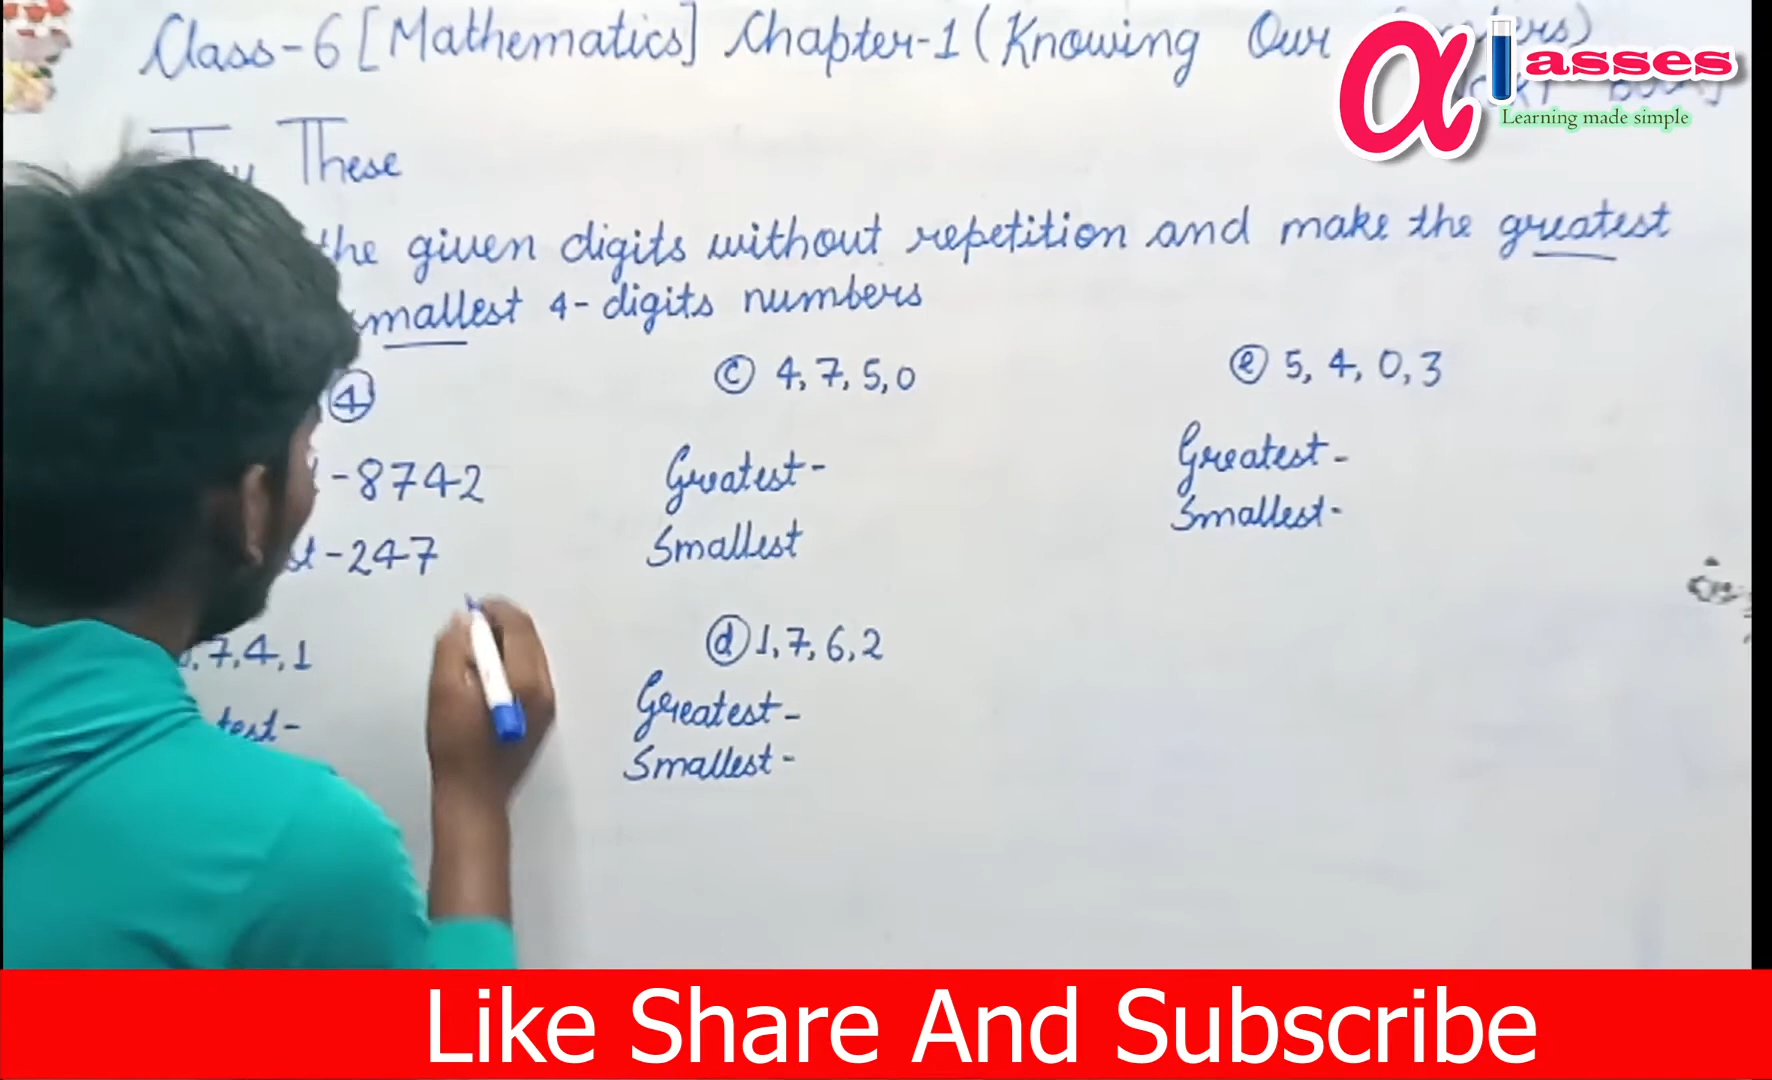 Class-6 [Mathematics] Chapter-1 (Knowing Our
α lasses
Learning made simple
These
the given digits without repetition and make the greatest
smallest 4-digits numbers
④
ⓒ 4, 7, 5, 0
ⓔ 5, 4, 0, 3
-8742
Greatest-
Greatest-
-247
Smallest
Smallest-
7, 4, 1
ⓓ 1, 7, 6, 2
Greatest-
Smallest-
Like Share And Subscribe